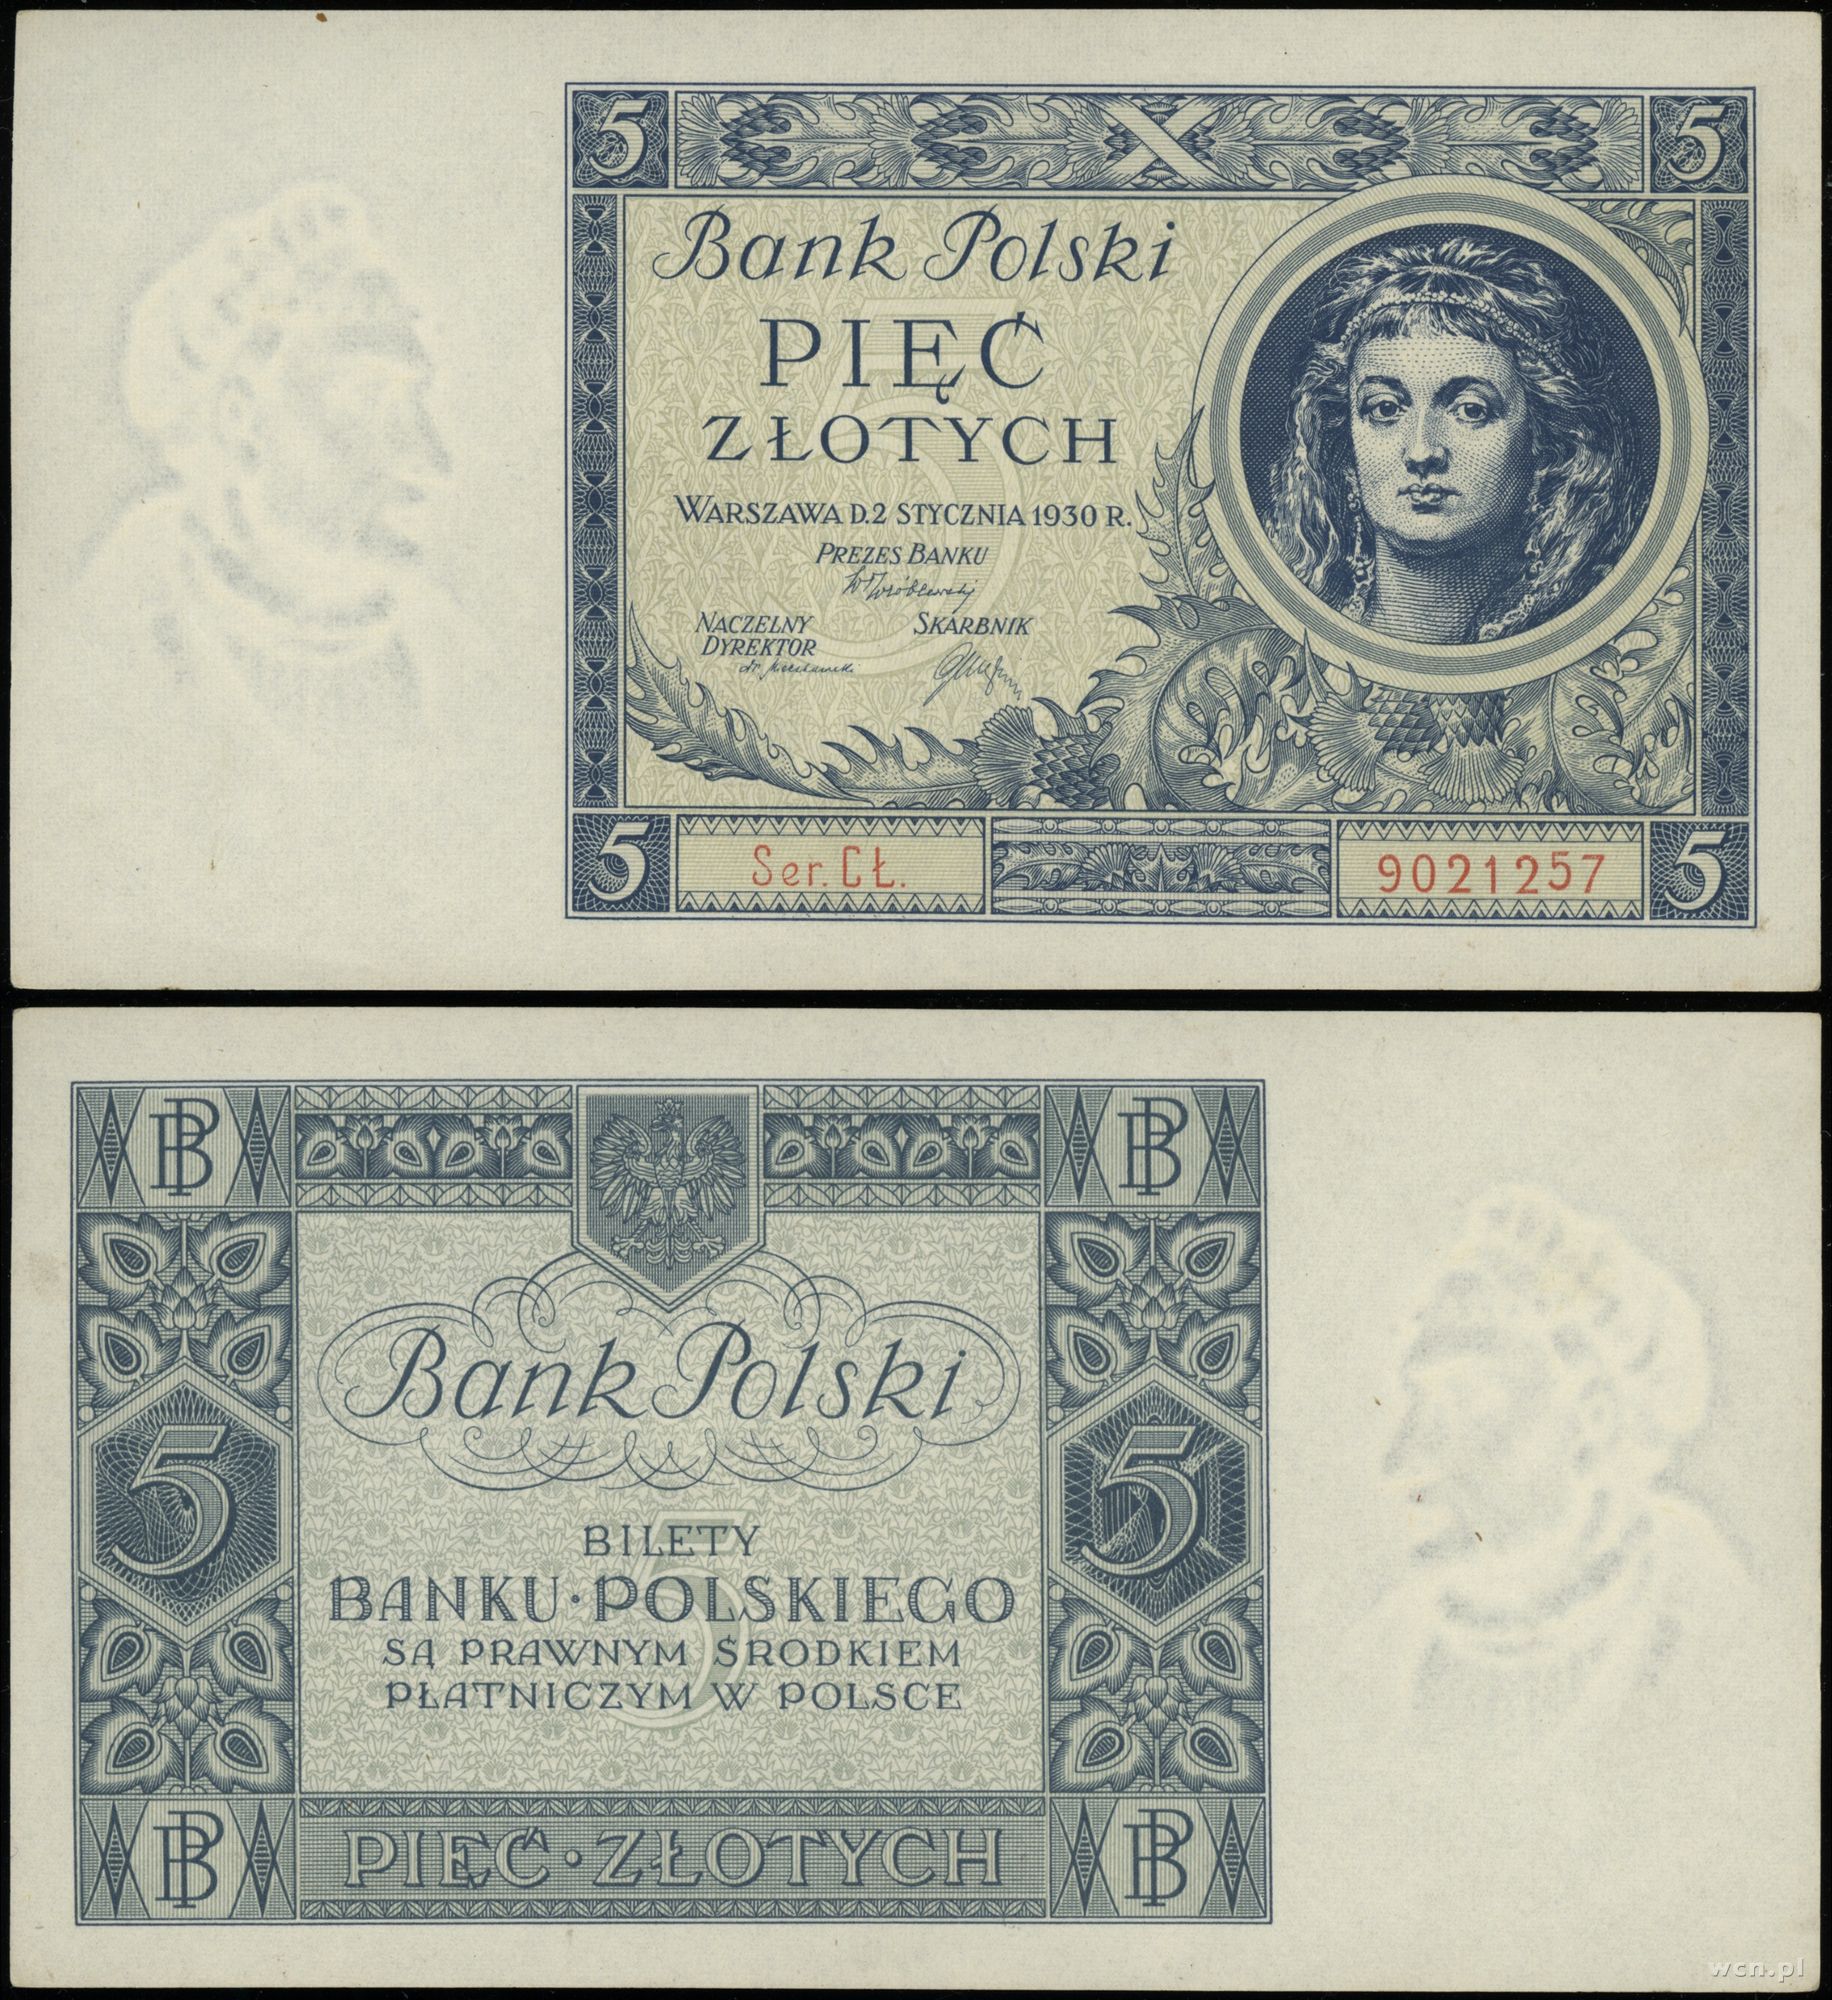 5 5
Bank Polski
PIĘĆ
ZŁOTYCH
WARSZAWA D.2 STYCZNIA 1930 R.
PREZES BANKU
NACZELNY SKARBNIK
DYREKTOR
5 Ser. CŁ. 9021257 5
BP BP
Bank Polski
5 5
BILETY
BANKU·POLSKIEGO
SĄ PRAWNYM ŚRODKIEM
PŁATNICZYM W POLSCE
BP PIĘĆ·ZŁOTYCH BP
wcn.pl